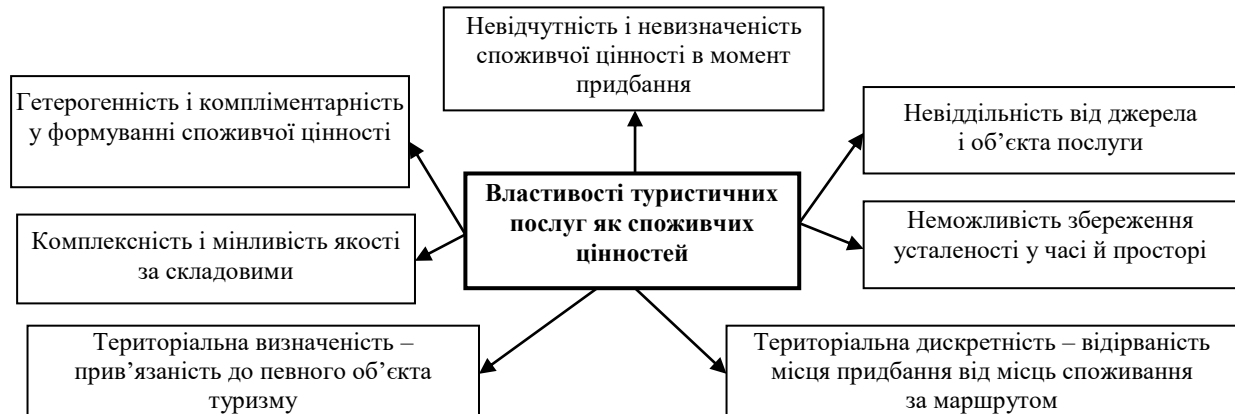 Невідчутність і невизначеність
споживчої цінності в момент
придбання
Гетерогенність і компліментарність
у формуванні споживчої цінності
Невіддільність від джерела
і об’єкта послуги
Властивості туристичних
послуг як споживчих
цінностей
Комплексність і мінливість якості
за складовими
Неможливість збереження
усталеності у часі й просторі
Територіальна визначеність –
прив’язаність до певного об’єкта
туризму
Територіальна дискретність – відірваність
місця придбання від місць споживання
за маршрутом